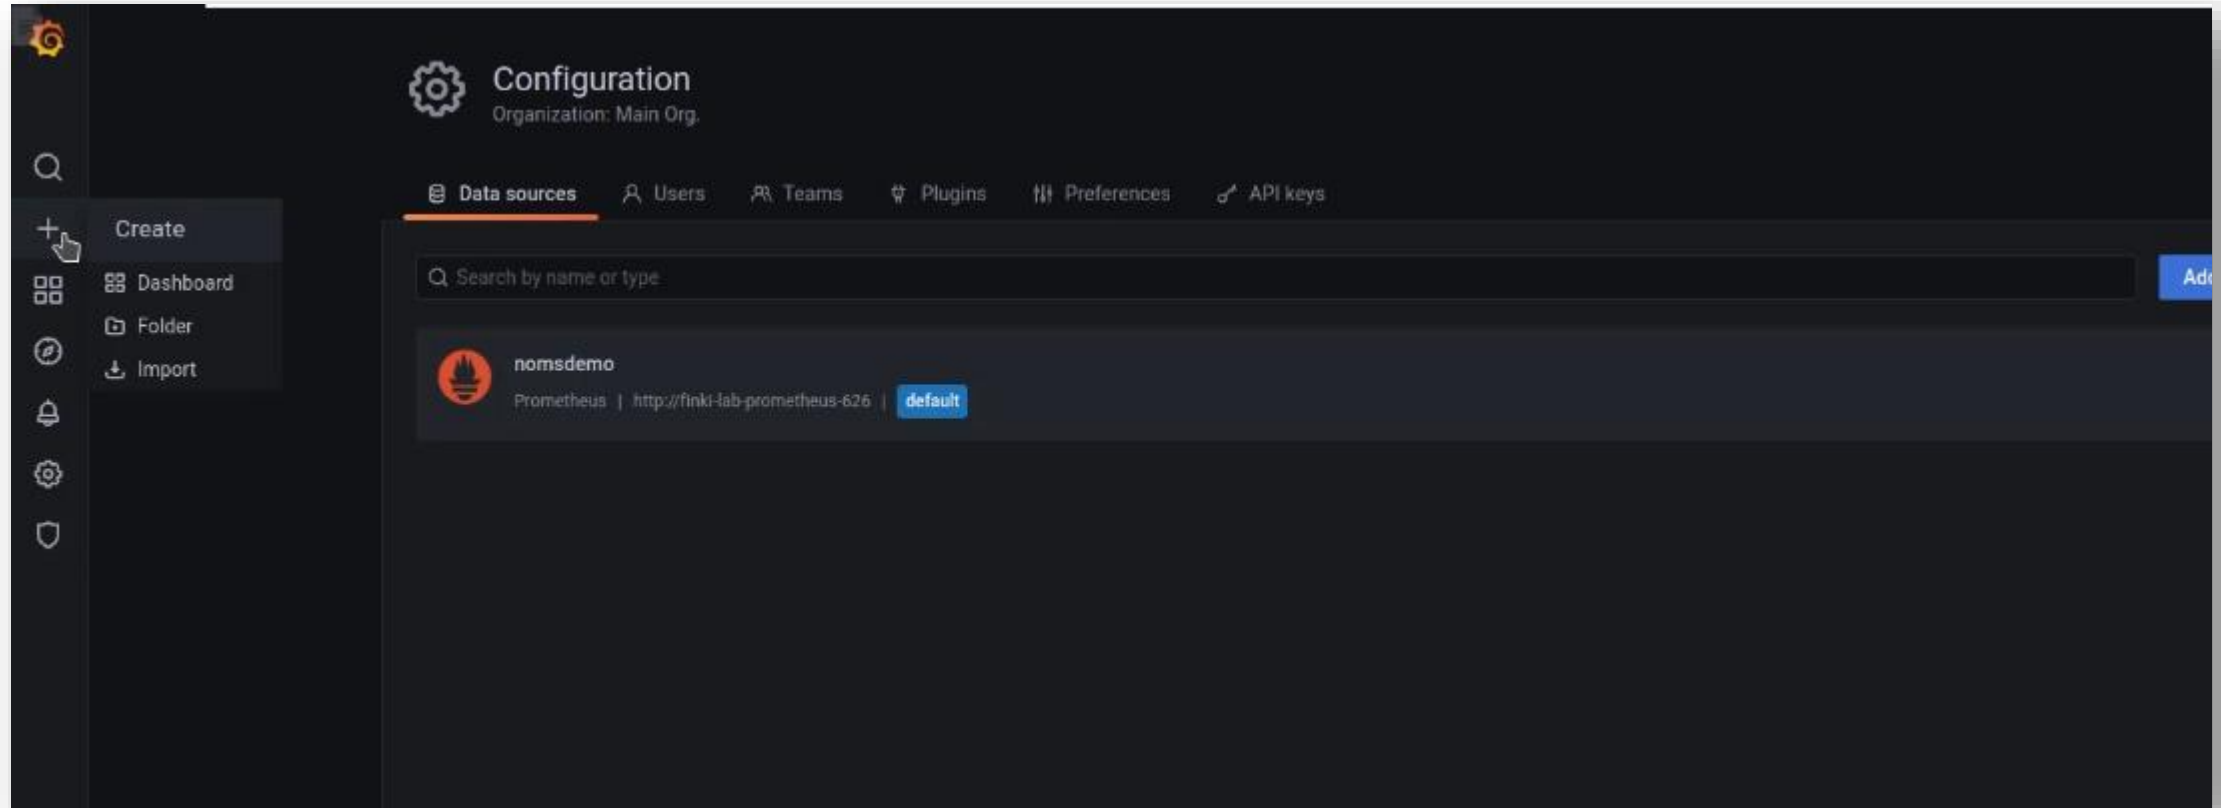 Configuration
Organization: Main Org.
Data sources Users Teams Plugins Preferences API keys
Create
Dashboard
Folder
Import
Search by name or type
nomsdemo
Prometheus | http://finki-lab-prometheus-626 | default